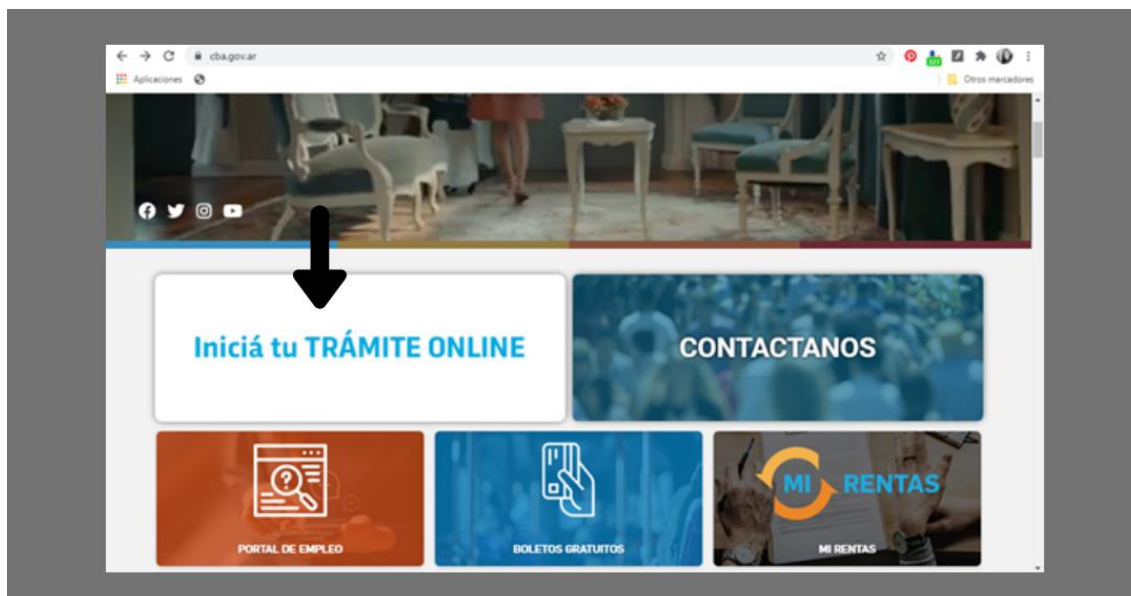 cba.gov.ar
Aplicaciones
Otros marcadores
Iniciá tu TRÁMITE ONLINE
CONTACTANOS
MI RENTAS
PORTAL DE EMPLEO
BOLETOS GRATUITOS
MI RENTAS